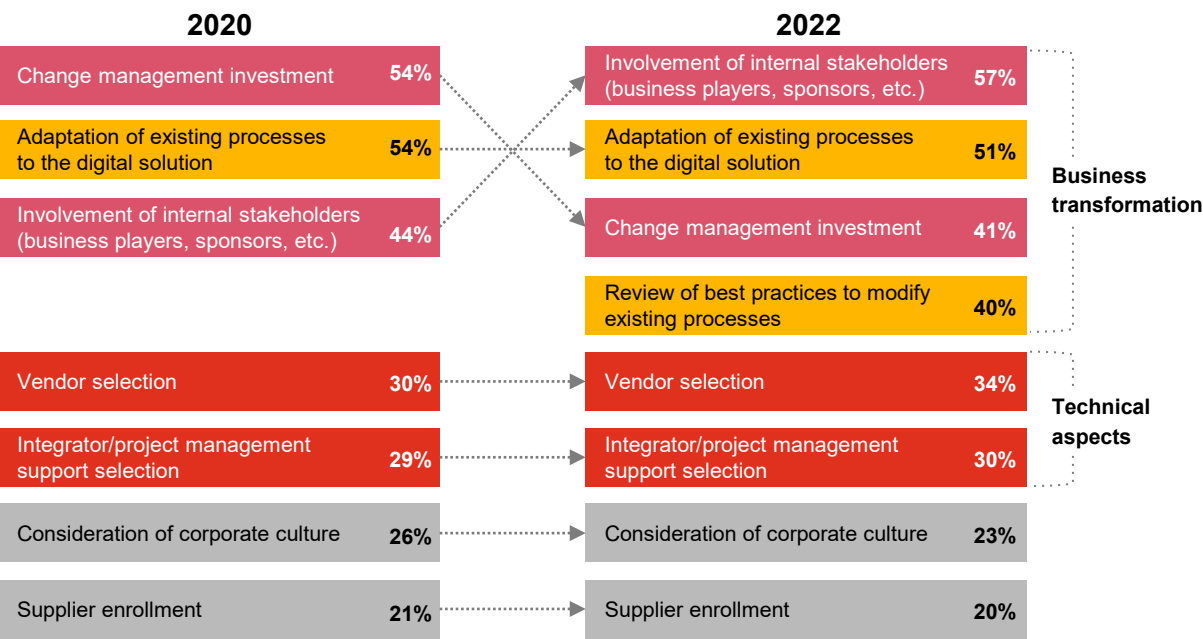 2020
Change management investment 54%
Adaptation of existing processes
to the digital solution
54%
Involvement of internal stakeholders
(business players, sponsors, etc.)
44%
Vendor selection 30%
Integrator/project management
support selection
29%
Consideration of corporate culture 26%
Supplier enrollment 21%
2022
Involvement of internal stakeholders
(business players, sponsors, etc.)
57%
Adaptation of existing processes
to the digital solution
51%
Change management investment 41%
Review of best practices to modify
existing processes
40%
Vendor selection 34%
Integrator/project management
support selection
30%
Consideration of corporate culture 23%
Supplier enrollment 20%
Business
transformation
Technical
aspects